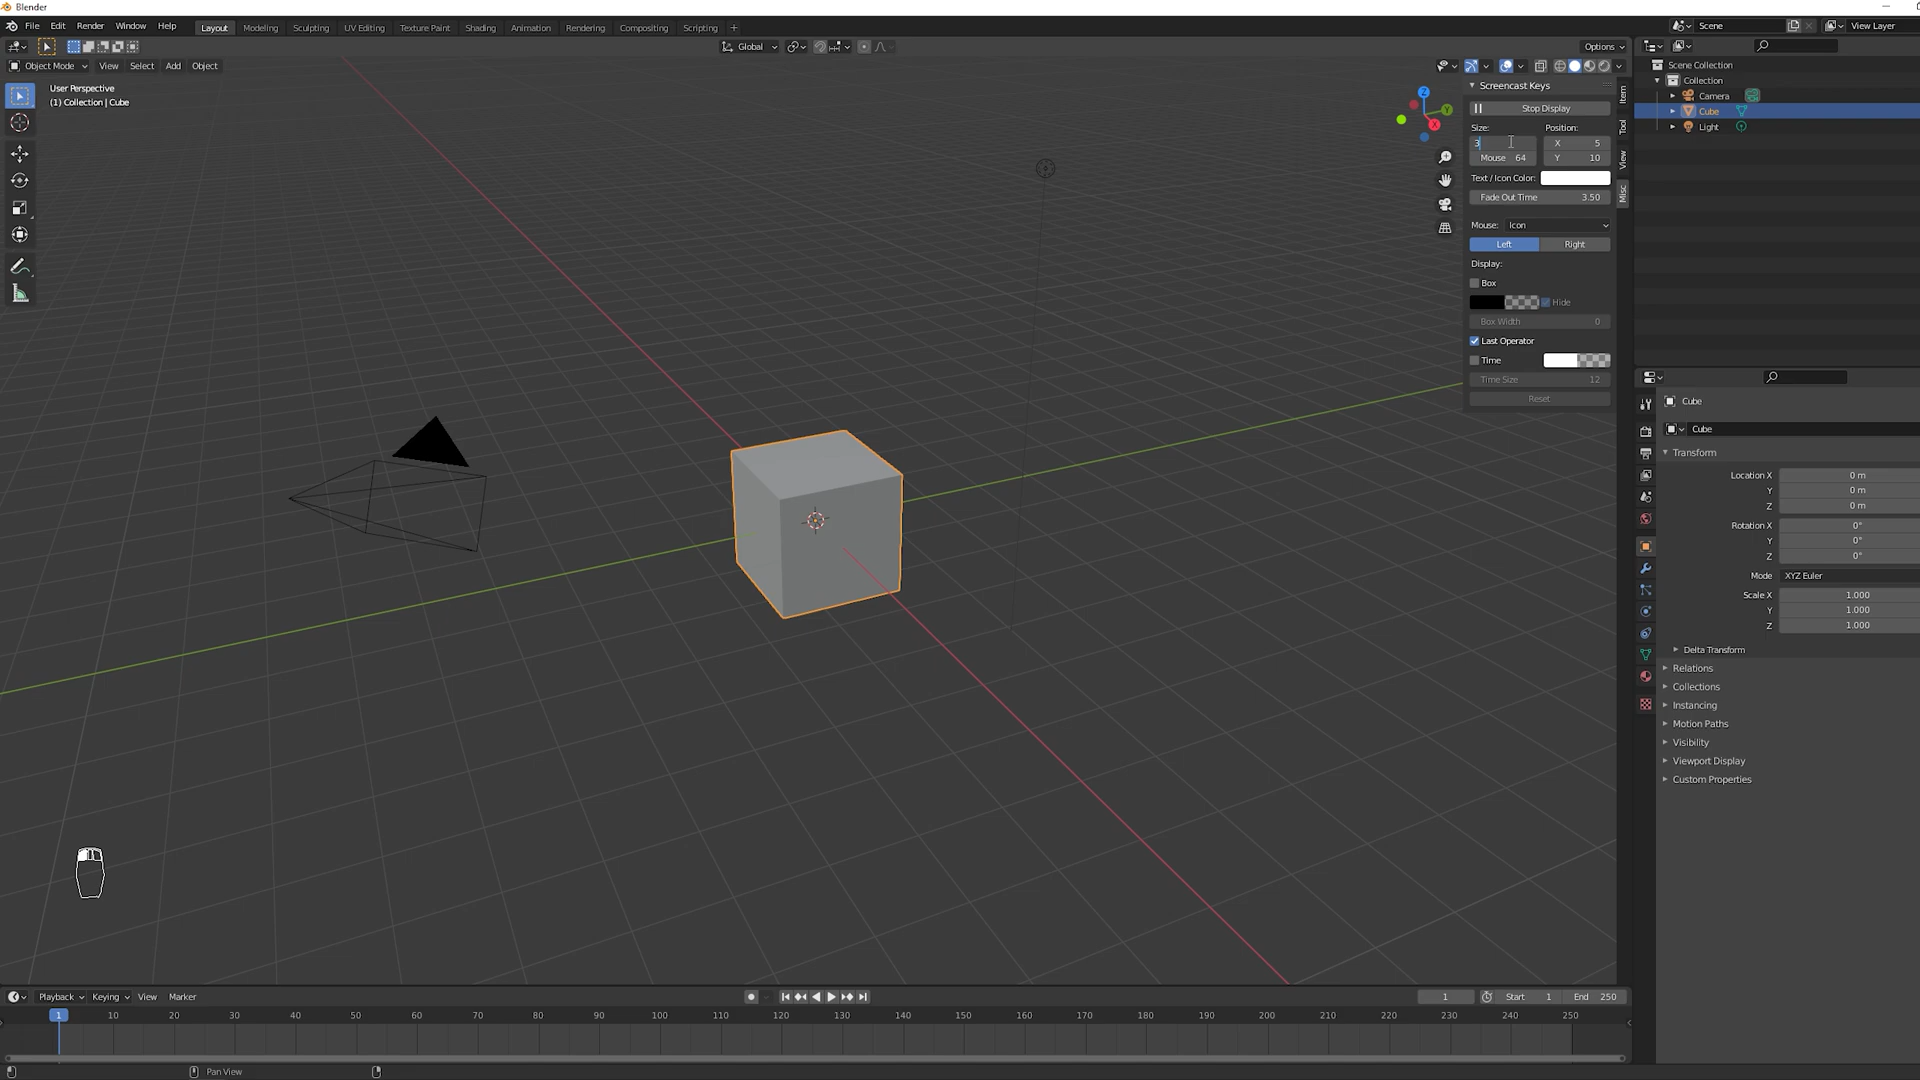 Blender
File Edit Render Window Help
Layout Modeling Sculpting UV Editing Texture Paint Shading Animation Rendering Compositing Scripting +
Scene
View Layer
Global
Options
Object Mode View Select Add Object
User Perspective
(1) Collection | Cube
Z
Y
X
Screencast Keys
Stop Display
Size: Position:
3 X 5
Mouse 64 Y 10
Text / Icon Color:
Fade Out Time 3.50
Mouse: Icon
Left Right
Display:
Box
Hide
Box Width 0
Last Operator
Time
Time Size 12
Reset
Item
Tool
View
Misc
Scene Collection
Collection
Camera
Cube
Light
Cube
Cube
Transform
Location X 0 m
Y 0 m
Z 0 m
Rotation X 0°
Y 0°
Z 0°
Mode XYZ Euler
Scale X 1.000
Y 1.000
Z 1.000
Delta Transform
Relations
Collections
Instancing
Motion Paths
Visibility
Viewport Display
Custom Properties
Playback Keying View Marker
1 Start 1 End 250
1 10 20 30 40 50 60 70 80 90 100 110 120 130 140 150 160 170 180 190 200 210 220 230 240 250
Pan View